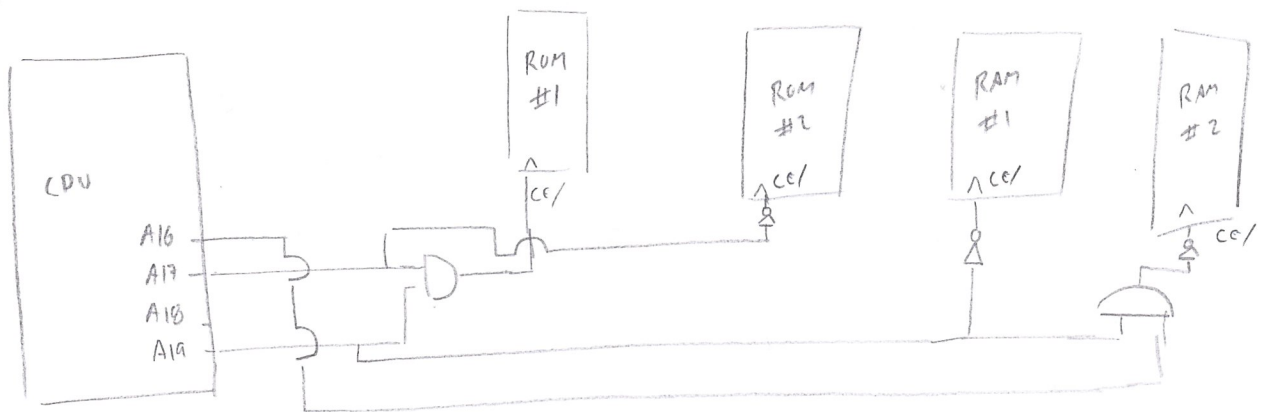 ROM
#1
CE/
ROM
#2
CE/
RAM
#1
CE/
RAM
#2
CE/
CPU
A16
A17
A18
A19